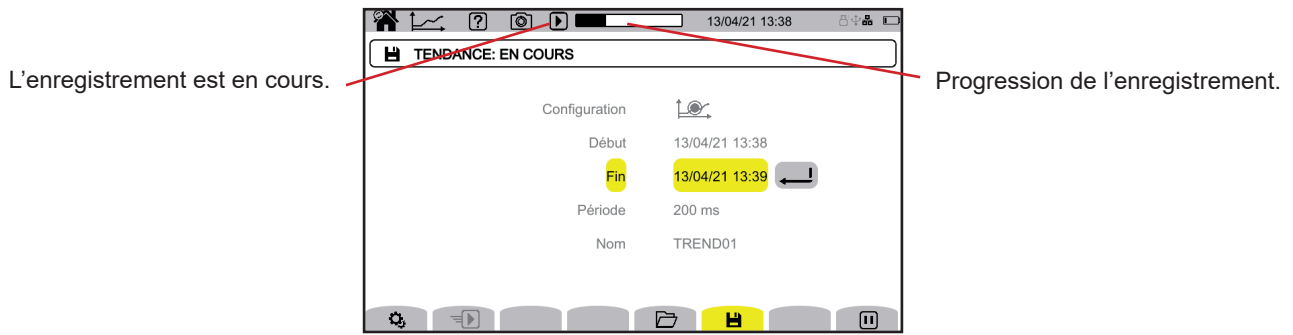 13/04/21 13:38
TENDANCE: EN COURS
L’enregistrement est en cours.
Progression de l’enregistrement.
Configuration
Début 13/04/21 13:38
Fin 13/04/21 13:39
Période 200 ms
Nom TREND01